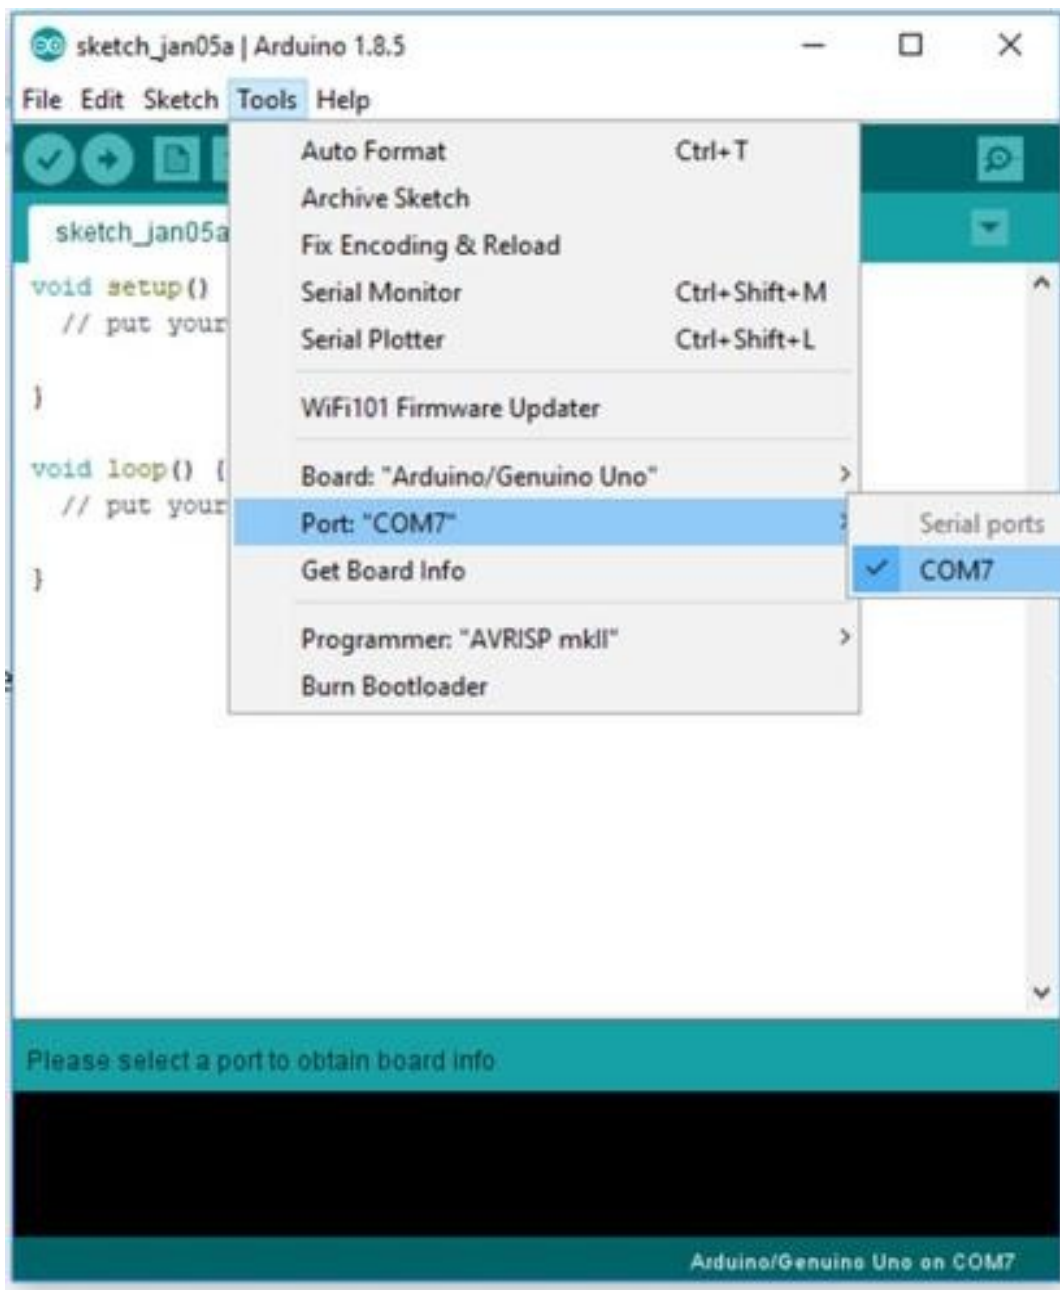 sketch_jan05a | Arduino 1.8.5
File Edit Sketch Tools Help
Auto Format Ctrl+T
Archive Sketch
sketch_jan05a
Fix Encoding & Reload
void setup()
Serial Monitor Ctrl+Shift+M
// put your
Serial Plotter Ctrl+Shift+L
}
WiFi101 Firmware Updater
void loop() {
Board: "Arduino/Genuino Uno"
// put your
Port: "COM7"
Serial ports
}
Get Board Info
COM7
Programmer: "AVRISP mkII"
Burn Bootloader
Please select a port to obtain board info
Arduino/Genuino Uno on COM7